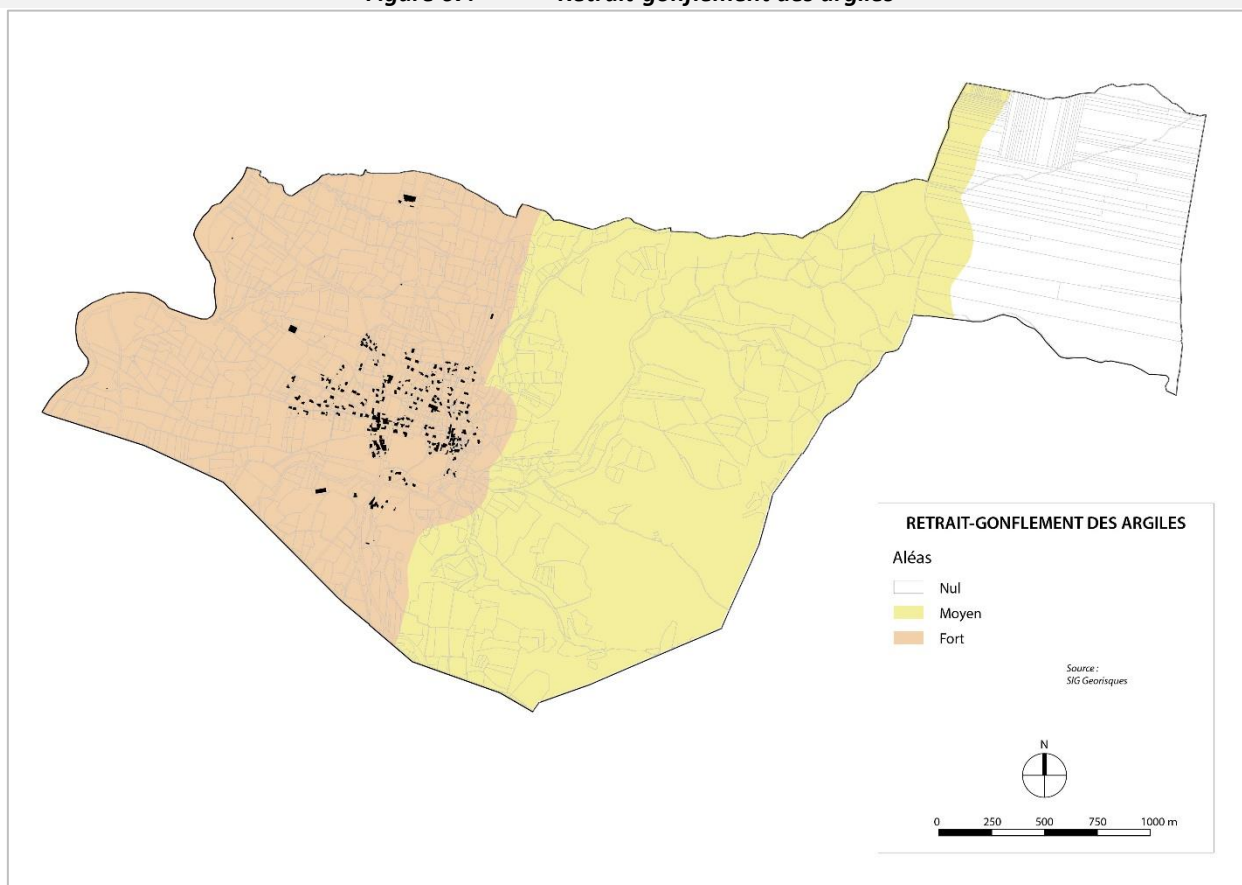 Retrait-gonflement des argiles
RETRAIT-GONFLEMENT DES ARGILES
Aléas
Nul
Moyen
Fort
Source :
SIG Georisques
N
0 250 500 750 1000 m